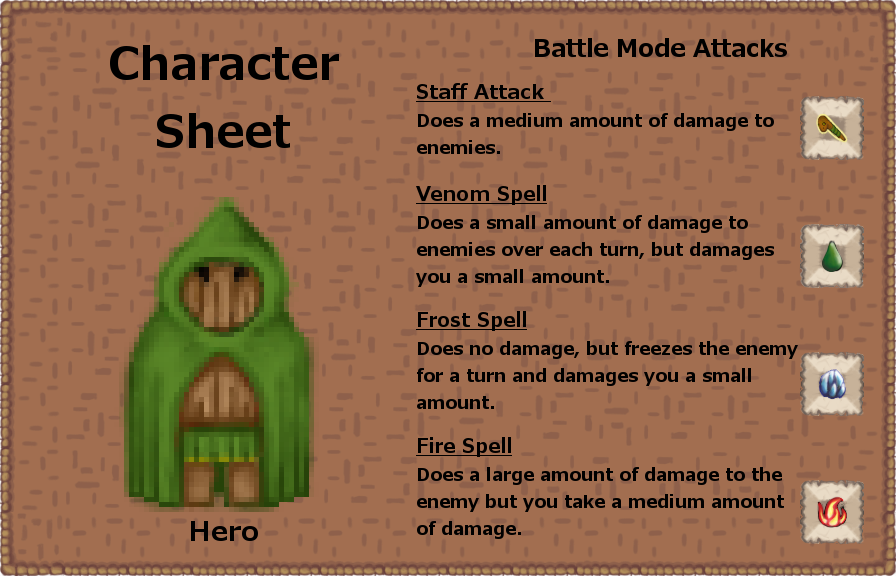 Character
Sheet
Hero
Battle Mode Attacks
Staff Attack
Does a medium amount of damage to
enemies.
Venom Spell
Does a small amount of damage to
enemies over each turn, but damages
you a small amount.
Frost Spell
Does no damage, but freezes the enemy
for a turn and damages you a small
amount.
Fire Spell
Does a large amount of damage to the
enemy but you take a medium amount
of damage.